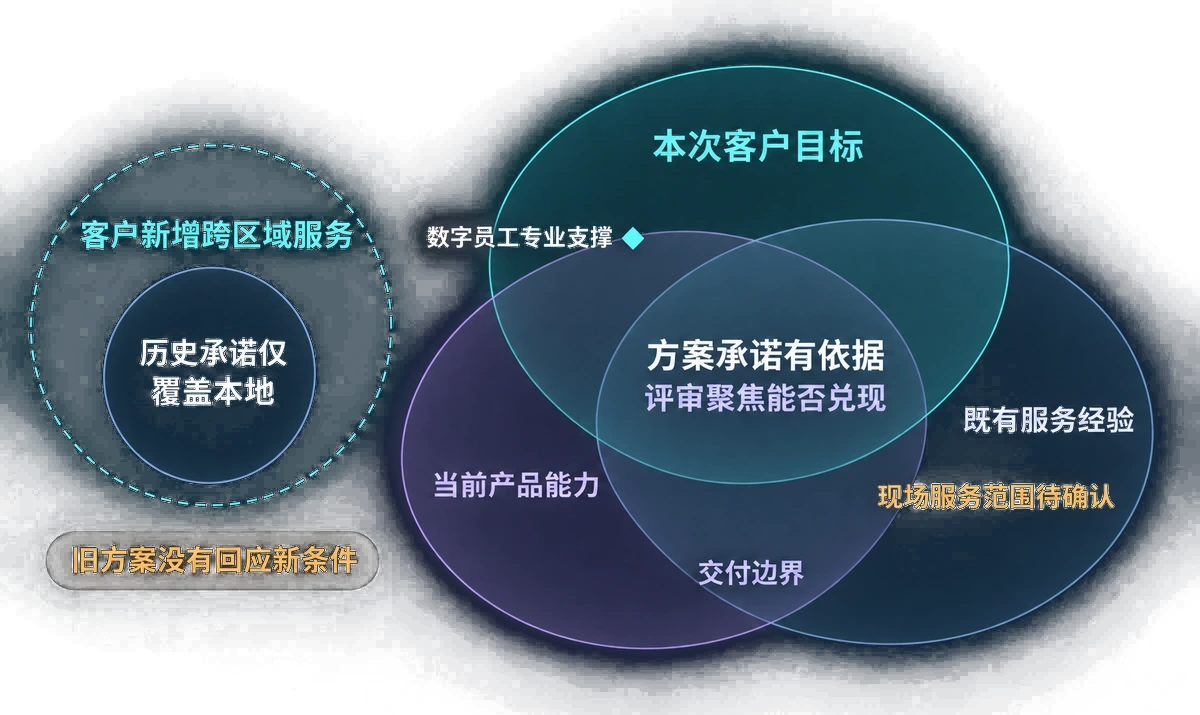 本次客户目标
客户新增跨区域服务
数字员工专业支撑
历史承诺仅
覆盖本地
方案承诺有依据
评审聚焦能否兑现
既有服务经验
当前产品能力
现场服务范围待确认
旧方案没有回应新条件
交付边界